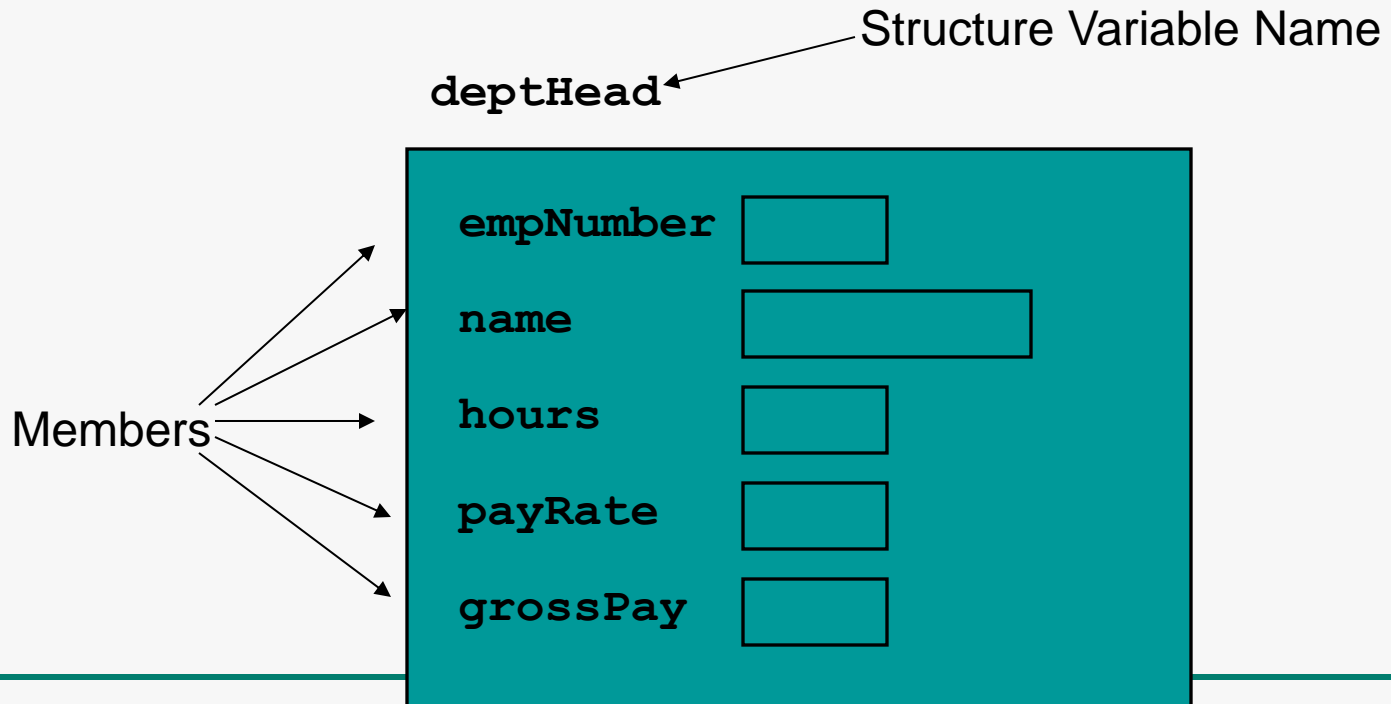 Structure Variable Name
deptHead
empNumber
name
hours
Members
payRate
grossPay